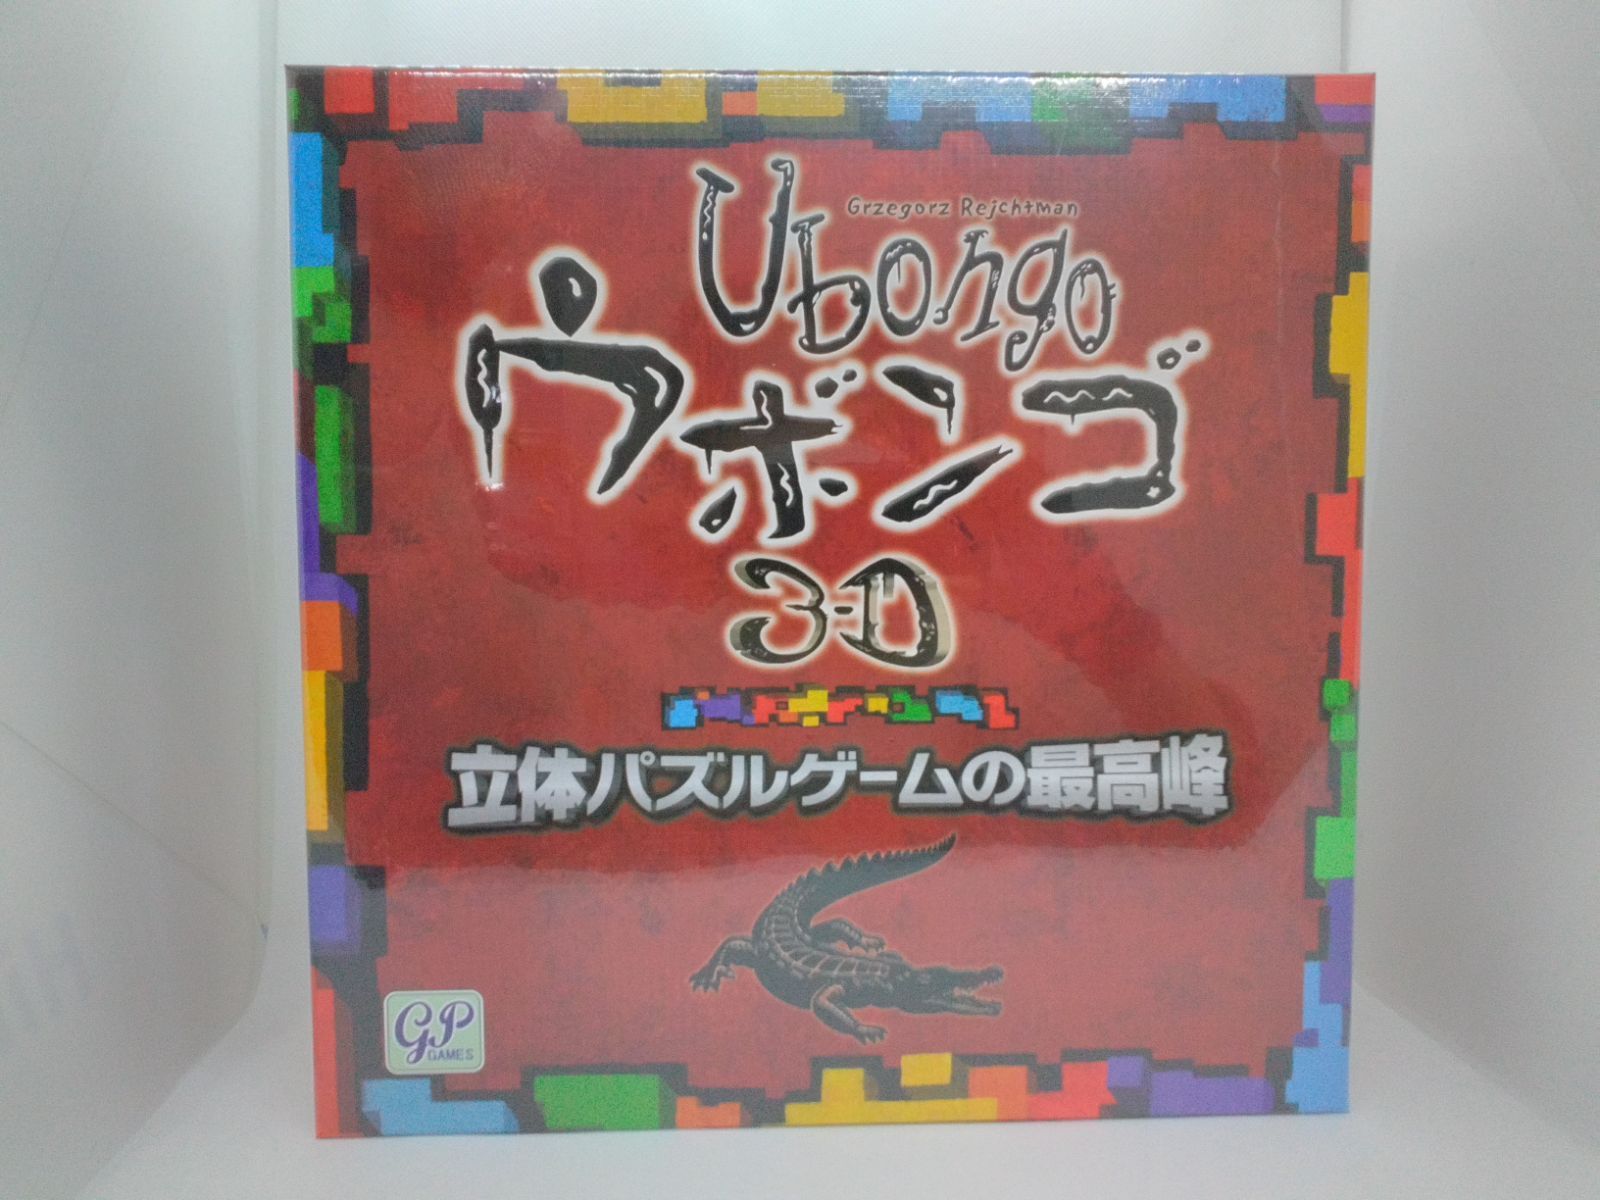 Grzegorz Rejchtman
Ubongo
ウボンゴ
3-D
立体パズルゲームの最高峰
GP
GAMES